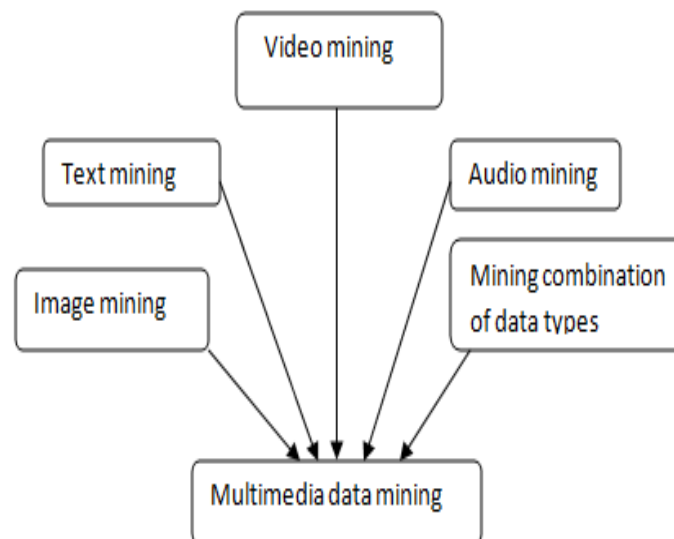 Video mining
Text mining
Audio mining
Image mining
Mining combination
of data types
Multimedia data mining